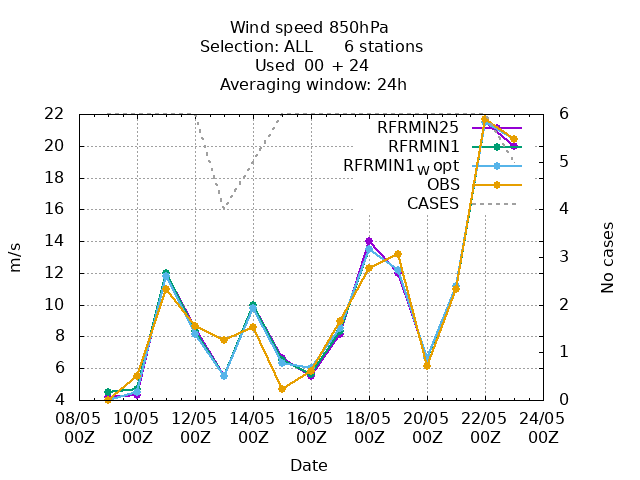 Wind speed 850hPa
Selection: ALL 6 stations
Used 00 + 24
Averaging window: 24h
RFRMIN25
RFRMIN1
RFRMIN1w opt
OBS
CASES
m/s
22
20
18
16
14
12
10
8
6
4
6
5
4
3
2
1
0
No cases
08/05 10/05 12/05 14/05 16/05 18/05 20/05 22/05 24/05
00Z 00Z 00Z 00Z 00Z 00Z 00Z 00Z 00Z
Date